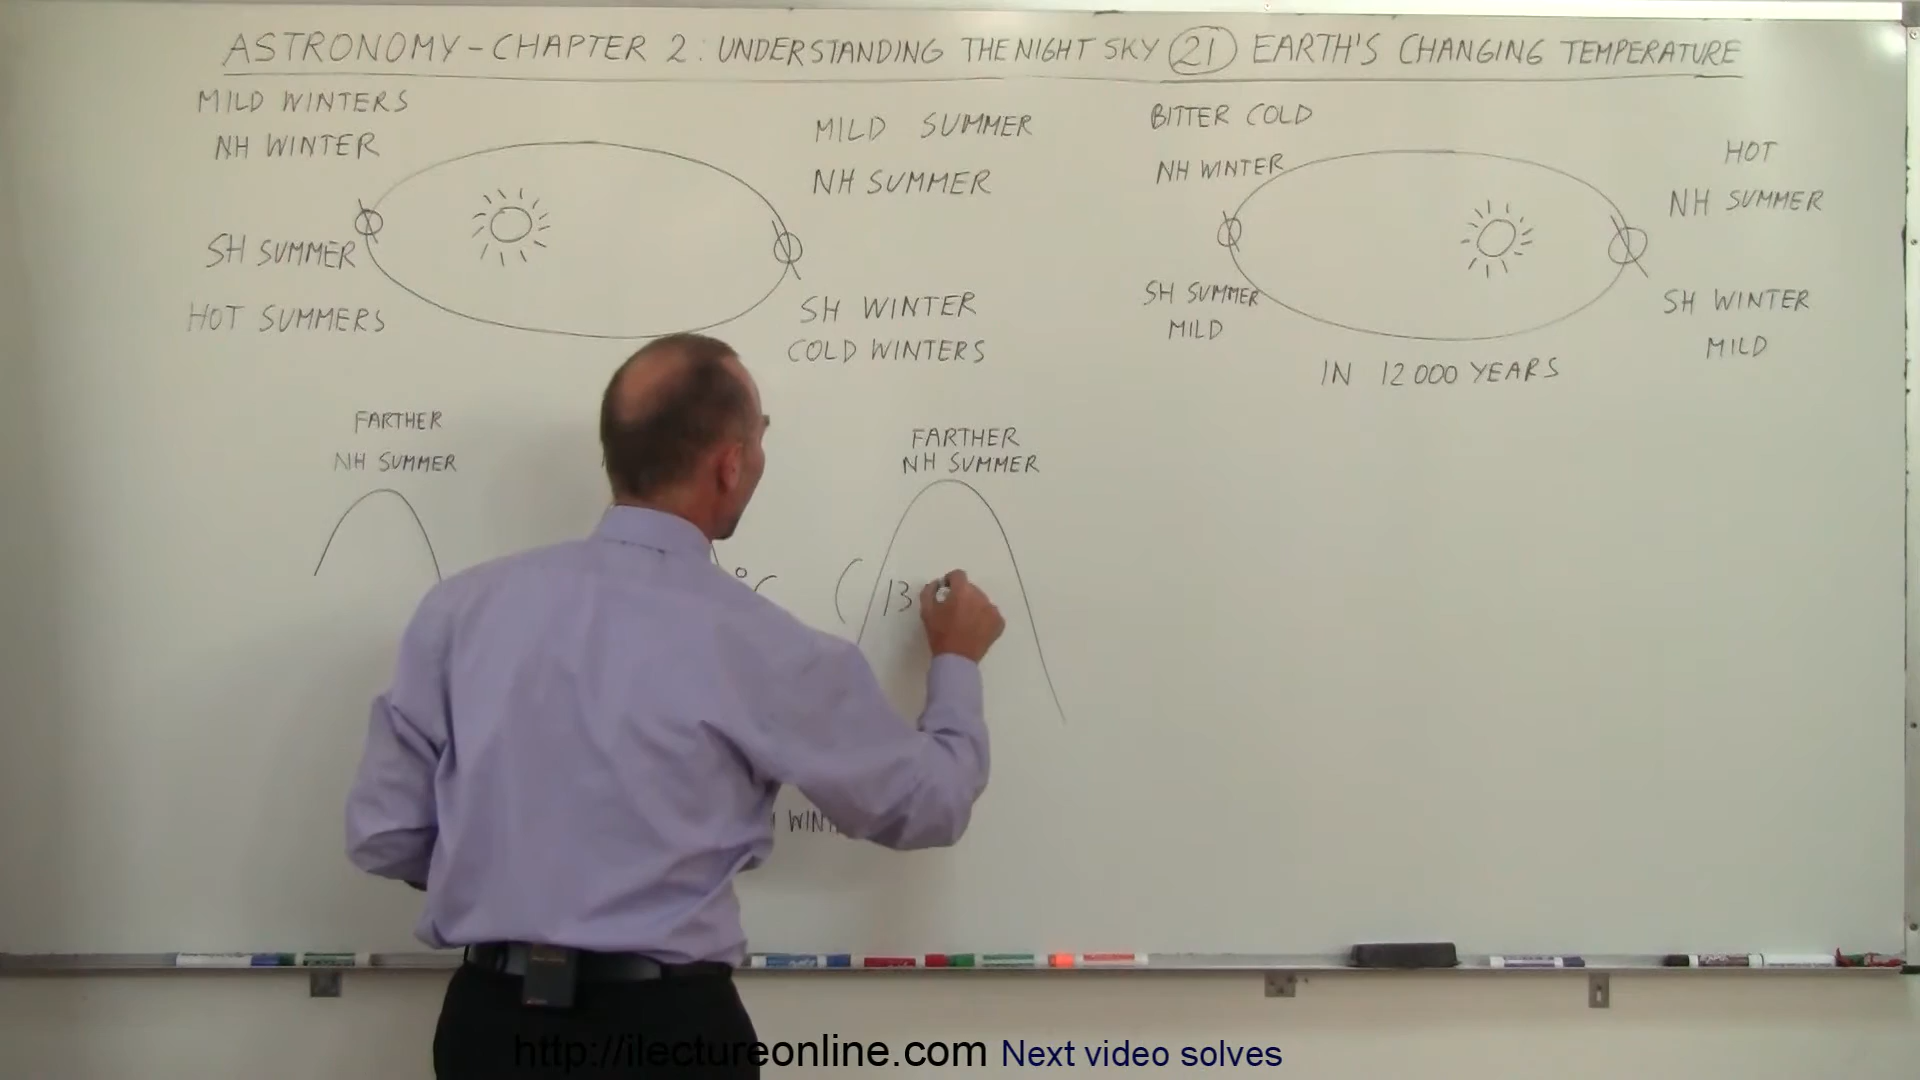 ASTRONOMY - CHAPTER 2 : UNDERSTANDING THE NIGHT SKY 21 EARTH'S CHANGING TEMPERATURE
MILD WINTERS
NH WINTER
SH SUMMER
HOT SUMMERS
MILD SUMMER
NH SUMMER
SH WINTER
COLD WINTERS
BITTER COLD
NH WINTER
SH SUMMER
MILD
HOT
NH SUMMER
SH WINTER
MILD
IN 12 000 YEARS
FARTHER
NH SUMMER
FARTHER
NH SUMMER
°C
( 13
http://ilectureonline.com Next video solves